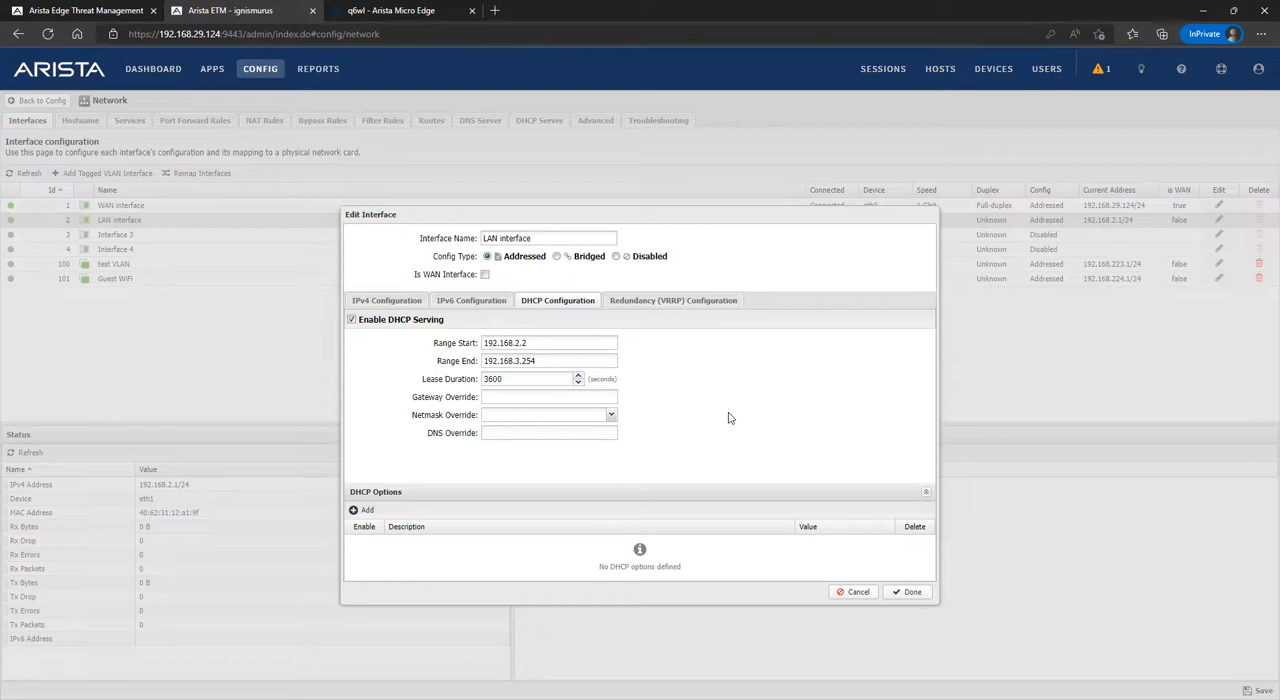 Arista Edge Threat Management
Arista ETM - ignismurus
q6wl - Arista Micro Edge
https://192.168.29.124:9443/admin/index.do#config/network
InPrivate
ARISTA DASHBOARD APPS CONFIG REPORTS SESSIONS HOSTS DEVICES USERS 1
Back to Config Network
Interfaces Hostname Services Port Forward Rules NAT Rules Bypass Rules Filter Rules Routes DNS Server DHCP Server Advanced Troubleshooting
Interface configuration
Use this page to configure each interface's configuration and its mapping to a physical network card.
Refresh Add Tagged VLAN Interface Remap Interfaces
Id Name Connected Device Speed Duplex Config Current Address is WAN Edit Delete
1 WAN interface Full-duplex Addressed 192.168.29.124/24 true
2 LAN interface Unknown Addressed 192.168.2.1/24 false
3 Interface 3 Unknown Disabled
4 Interface 4 Unknown Disabled
100 test VLAN Unknown Addressed 192.168.223.1/24 false
101 Guest WiFi Unknown Addressed 192.168.224.1/24 false
Edit Interface
Interface Name: LAN interface
Config Type: Addressed Bridged Disabled
Is WAN Interface:
IPv4 Configuration IPv6 Configuration DHCP Configuration Redundancy (VRRP) Configuration
Enable DHCP Serving
Range Start: 192.168.2.2
Range End: 192.168.3.254
Lease Duration: 3600 (seconds)
Gateway Override:
Netmask Override:
DNS Override:
DHCP Options
Add
Enable Description Value Delete
No DHCP options defined
Cancel Done
Status
Refresh
Name Value
IPv4 Address 192.168.2.1/24
Device eth1
MAC Address 40:62:31:12:a1:9f
Rx Bytes 0 B
Rx Drop 0
Rx Errors 0
Rx Packets 0
Tx Bytes 0 B
Tx Drop 0
Tx Errors 0
Tx Packets 0
IPv6 Address
Save